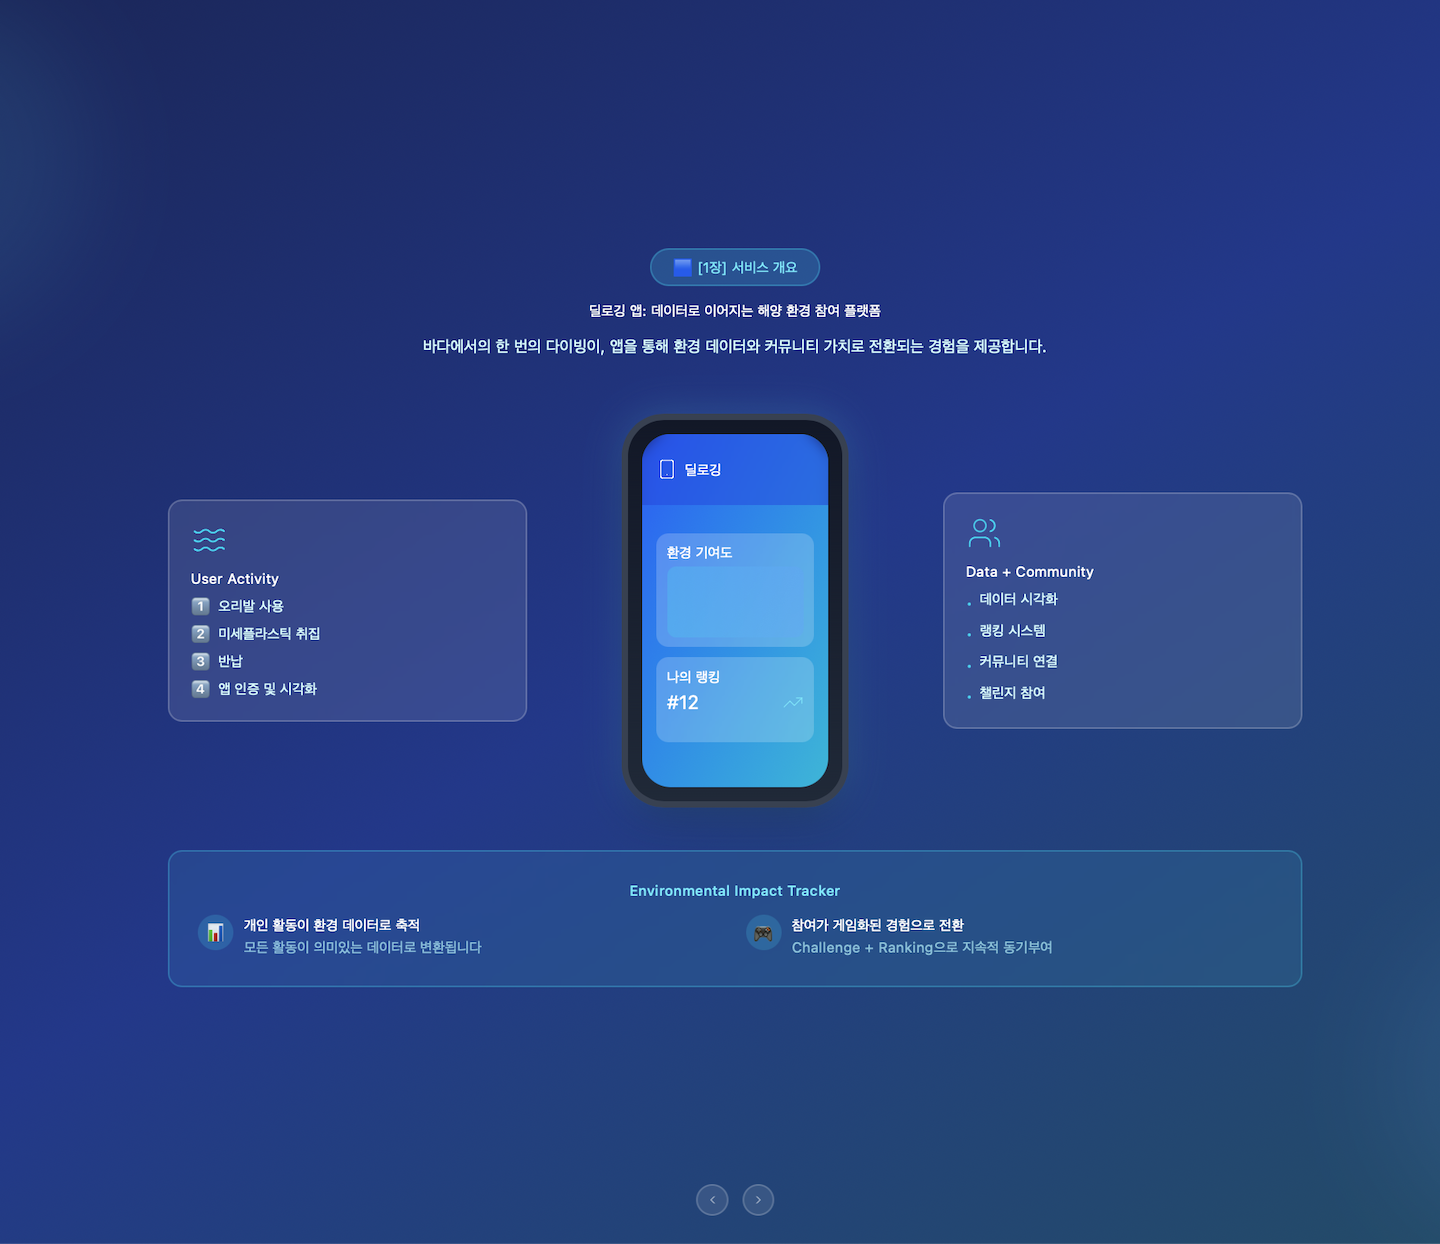 [1장] 서비스 개요
딜로깅 앱: 데이터로 이어지는 해양 환경 참여 플랫폼
바다에서의 한 번의 다이빙이, 앱을 통해 환경 데이터와 커뮤니티 가치로 전환되는 경험을 제공합니다.
User Activity
1 오리발 사용
2 미세플라스틱 취집
3 반납
4 앱 인증 및 시각화
딜로깅
환경 기여도
나의 랭킹
#12
Data + Community
• 데이터 시각화
• 랭킹 시스템
• 커뮤니티 연결
• 챌린지 참여
Environmental Impact Tracker
개인 활동이 환경 데이터로 축적
모든 활동이 의미있는 데이터로 변환됩니다
참여가 게임화된 경험으로 전환
Challenge + Ranking으로 지속적 동기부여